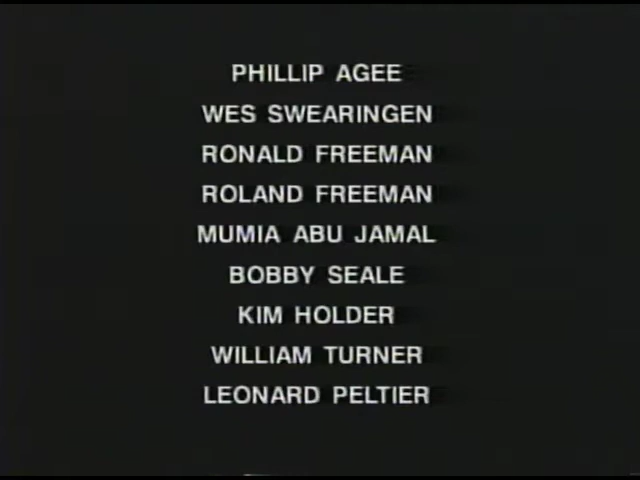 PHILLIP AGEE
WES SWEARINGEN
RONALD FREEMAN
ROLAND FREEMAN
MUMIA ABU JAMAL
BOBBY SEALE
KIM HOLDER
WILLIAM TURNER
LEONARD PELTIER